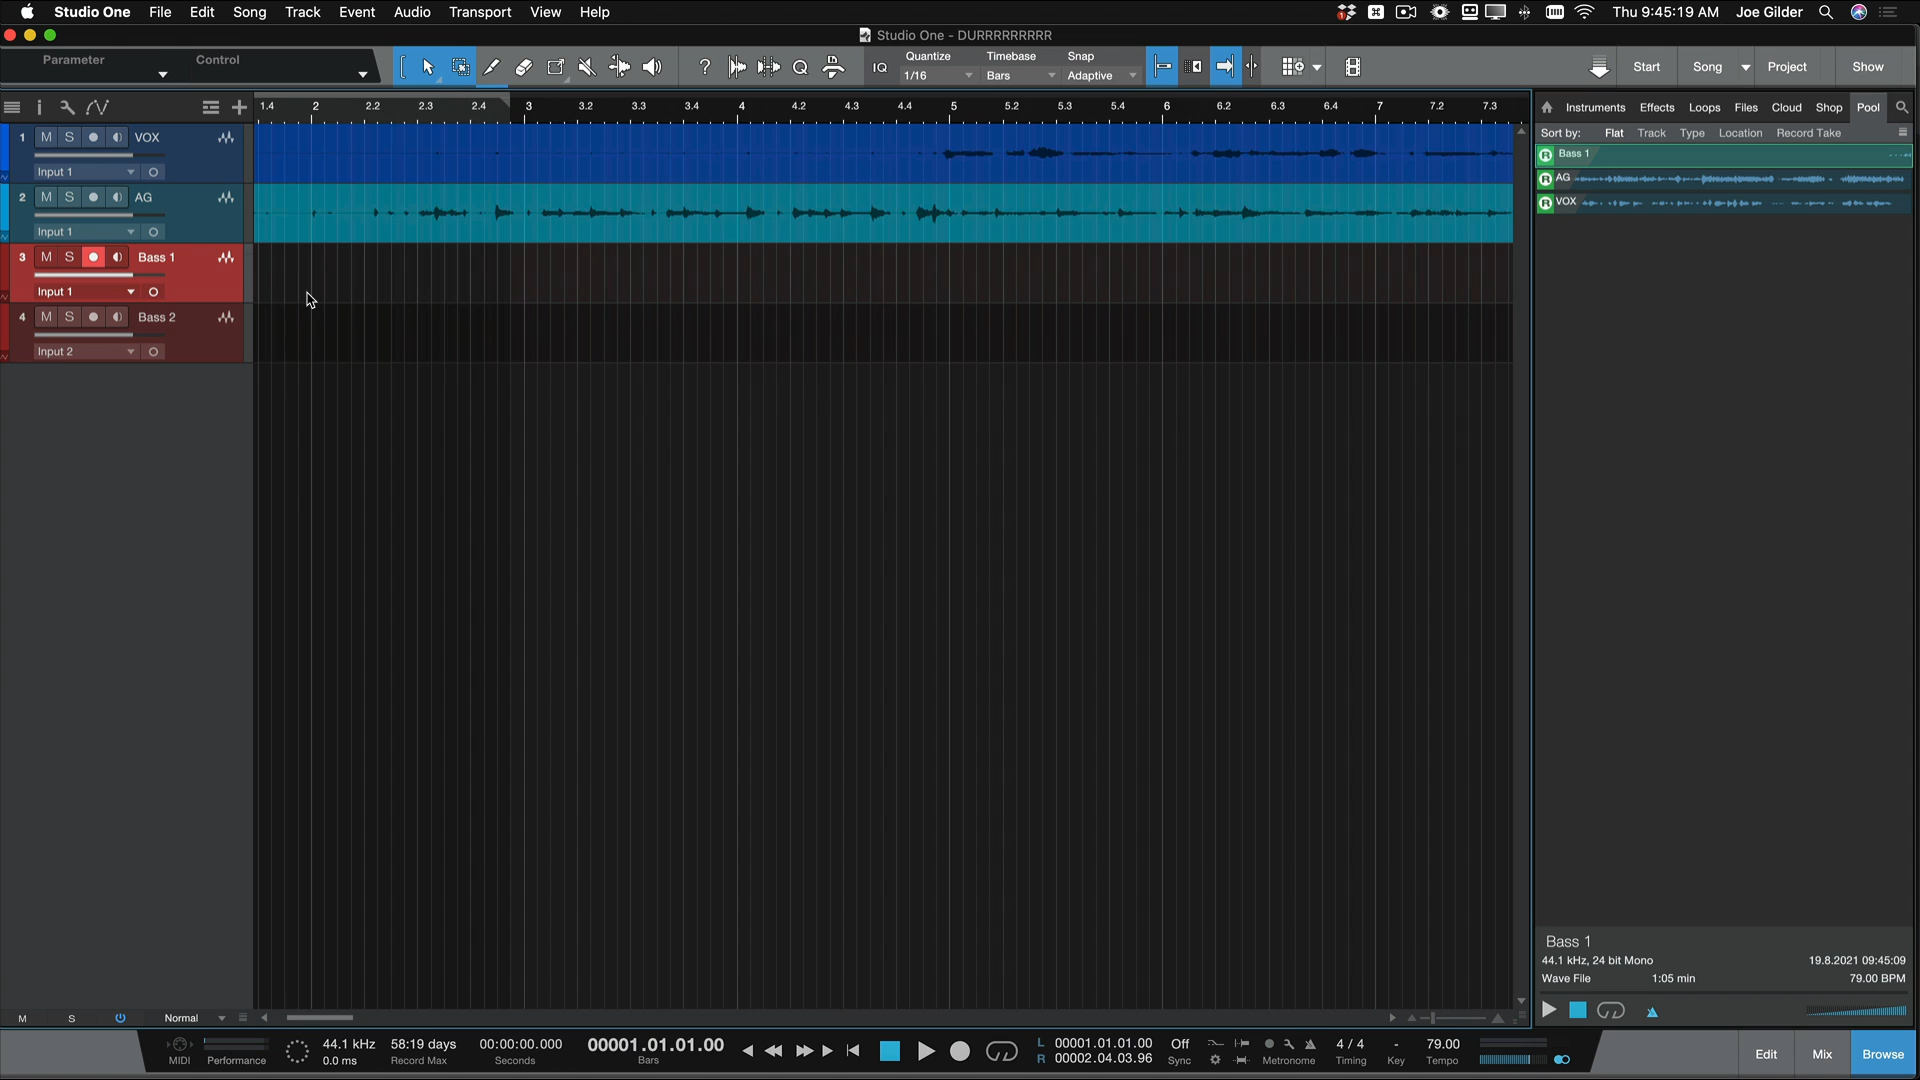 Studio One File Edit Song Track Event Audio Transport View Help
1
Thu 9:45:19 AM Joe Gilder
Studio One - DURRRRRRRRR
Parameter Control
? Q IQ
Quantize Timebase Snap
1/16 Bars Adaptive
Start Song Project Show
1.4 2 2.2 2.3 2.4 3 3.2 3.3 3.4 4 4.2 4.3 4.4 5 5.2 5.3 5.4 6 6.2 6.3 6.4 7 7.2 7.3
Instruments Effects Loops Files Cloud Shop Pool
Sort by: Flat Track Type Location Record Take
1 M S VOX
Input 1
2 M S AG
Input 1
3 M S Bass 1
Input 1
4 M S Bass 2
Input 2
R Bass 1
R AG
R VOX
Bass 1
44.1 kHz, 24 bit Mono 19.8.2021 09:45:09
Wave File 1:05 min 79.00 BPM
M S Normal
MIDI Performance
44.1 kHz 58:19 days 00:00:00.000 00001.01.01.00
0.0 ms Record Max Seconds Bars
L 00001.01.01.00 Off 4 / 4 - 79.00
R 00002.04.03.96 Sync Metronome Timing Key Tempo
Edit Mix Browse